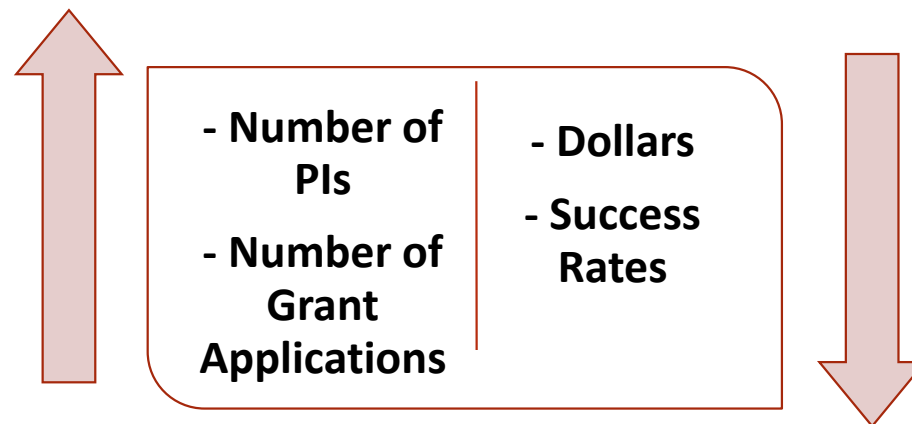 - Number of
PIs
- Number of
Grant
Applications
- Dollars
- Success
Rates